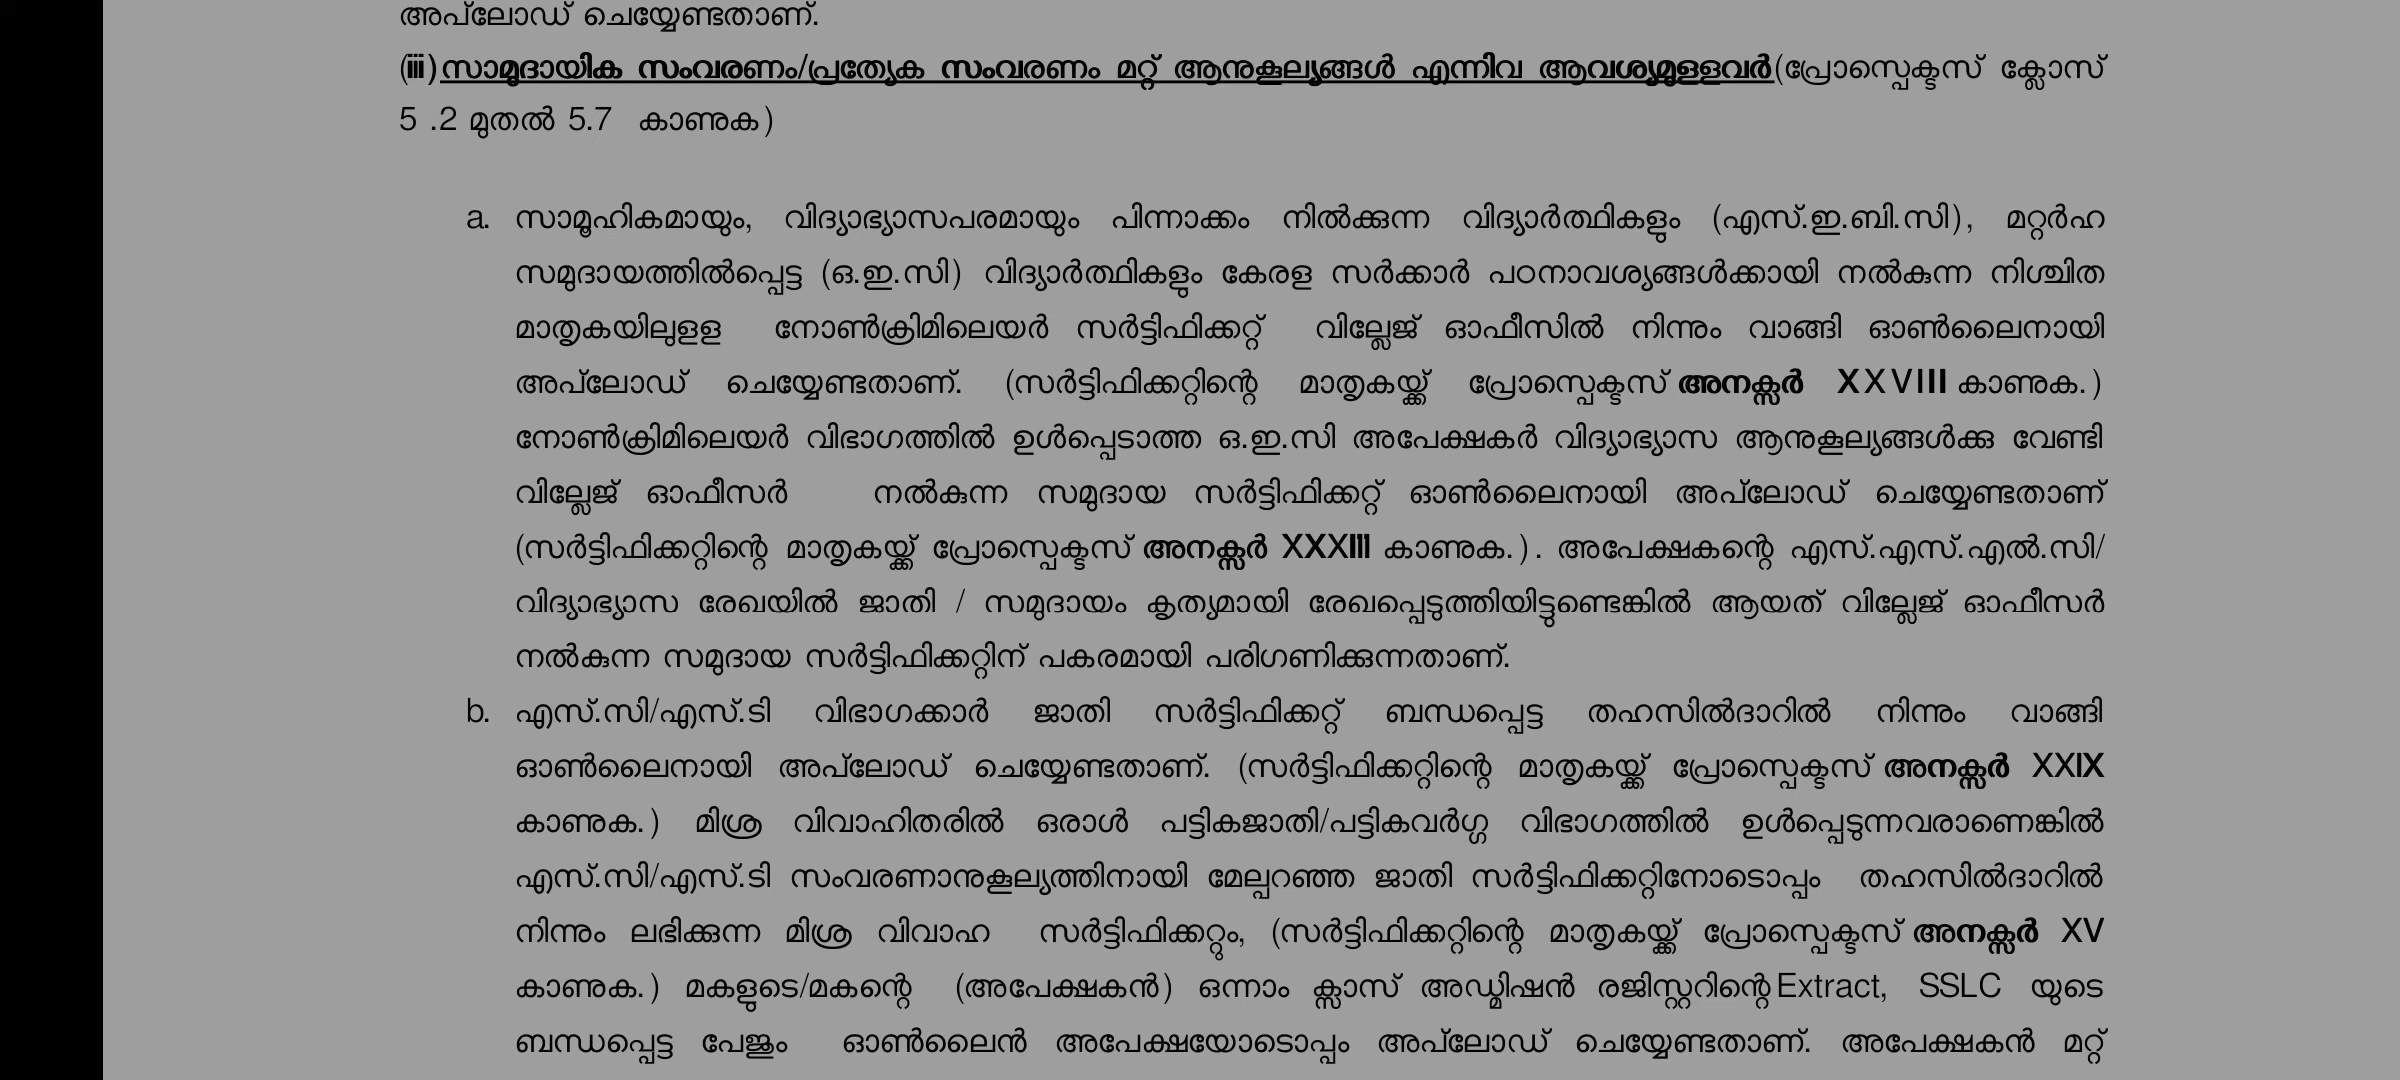 അപ്‌ലോഡ് ചെയ്യേണ്ടതാണ്.
(iii)സാമൂദായിക സംവരണം/പ്രത്യേക സംവരണം മറ്റ് ആനുകൂല്യങ്ങൾ എന്നിവ ആവശ്യമുളളവർ(പ്രോസ്പെക്ടസ് ക്ലോസ്
5 .2 മുതൽ 5.7 കാണുക)
a. സാമൂഹികമായും, വിദ്യാഭ്യാസപരമായും പിന്നാക്കം നിൽക്കുന്ന വിദ്യാർത്ഥികളും (എസ്.ഇ.ബി.സി), മറ്റർഹ
സമുദായത്തിൽപ്പെട്ട (ഒ.ഇ.സി) വിദ്യാർത്ഥികളും കേരള സർക്കാർ പഠനാവശ്യങ്ങൾക്കായി നൽകുന്ന നിശ്ചിത
മാതൃകയിലുളള നോൺക്രിമിലെയർ സർട്ടിഫിക്കറ്റ് വില്ലേജ് ഓഫീസിൽ നിന്നും വാങ്ങി ഓൺലൈനായി
അപ്‌ലോഡ് ചെയ്യേണ്ടതാണ്. (സർട്ടിഫിക്കറ്റിന്റെ മാതൃകയ്ക്ക് പ്രോസ്പെക്ടസ് അനക്സർ XXVIII കാണുക.)
നോൺക്രിമിലെയർ വിഭാഗത്തിൽ ഉൾപ്പെടാത്ത ഒ.ഇ.സി അപേക്ഷകർ വിദ്യാഭ്യാസ ആനുകൂല്യങ്ങൾക്കു വേണ്ടി
വില്ലേജ് ഓഫീസർ നൽകുന്ന സമുദായ സർട്ടിഫിക്കറ്റ് ഓൺലൈനായി അപ്‌ലോഡ് ചെയ്യേണ്ടതാണ്
(സർട്ടിഫിക്കറ്റിന്റെ മാതൃകയ്ക്ക് പ്രോസ്പെക്ടസ് അനക്സർ XXXIII കാണുക.). അപേക്ഷകന്റെ എസ്.എസ്.എൽ.സി/
വിദ്യാഭ്യാസ രേഖയിൽ ജാതി / സമുദായം കൃത്യമായി രേഖപ്പെടുത്തിയിട്ടുണ്ടെങ്കിൽ ആയത് വില്ലേജ് ഓഫീസർ
നൽകുന്ന സമുദായ സർട്ടിഫിക്കറ്റിന് പകരമായി പരിഗണിക്കുന്നതാണ്.
b. എസ്.സി/എസ്.ടി വിഭാഗക്കാർ ജാതി സർട്ടിഫിക്കറ്റ് ബന്ധപ്പെട്ട തഹസിൽദാറിൽ നിന്നും വാങ്ങി
ഓൺലൈനായി അപ്‌ലോഡ് ചെയ്യേണ്ടതാണ്. (സർട്ടിഫിക്കറ്റിന്റെ മാതൃകയ്ക്ക് പ്രോസ്പെക്ടസ് അനക്സർ XXIX
കാണുക.) മിശ്ര വിവാഹിതരിൽ ഒരാൾ പട്ടികജാതി/പട്ടികവർഗ്ഗ വിഭാഗത്തിൽ ഉൾപ്പെടുന്നവരാണെങ്കിൽ
എസ്.സി/എസ്.ടി സംവരണാനുകൂല്യത്തിനായി മേല്പറഞ്ഞ ജാതി സർട്ടിഫിക്കറ്റിനോടൊപ്പം തഹസിൽദാറിൽ
നിന്നും ലഭിക്കുന്ന മിശ്ര വിവാഹ സർട്ടിഫിക്കറ്റും, (സർട്ടിഫിക്കറ്റിന്റെ മാതൃകയ്ക്ക് പ്രോസ്പെക്ടസ് അനക്സർ XV
കാണുക.) മകളുടെ/മകന്റെ (അപേക്ഷകൻ) ഒന്നാം ക്ലാസ് അഡ്മിഷൻ രജിസ്റ്ററിന്റെ Extract, SSLC യുടെ
ബന്ധപ്പെട്ട പേജും ഓൺലൈൻ അപേക്ഷയോടൊപ്പം അപ്‌ലോഡ് ചെയ്യേണ്ടതാണ്. അപേക്ഷകൻ മറ്റ്